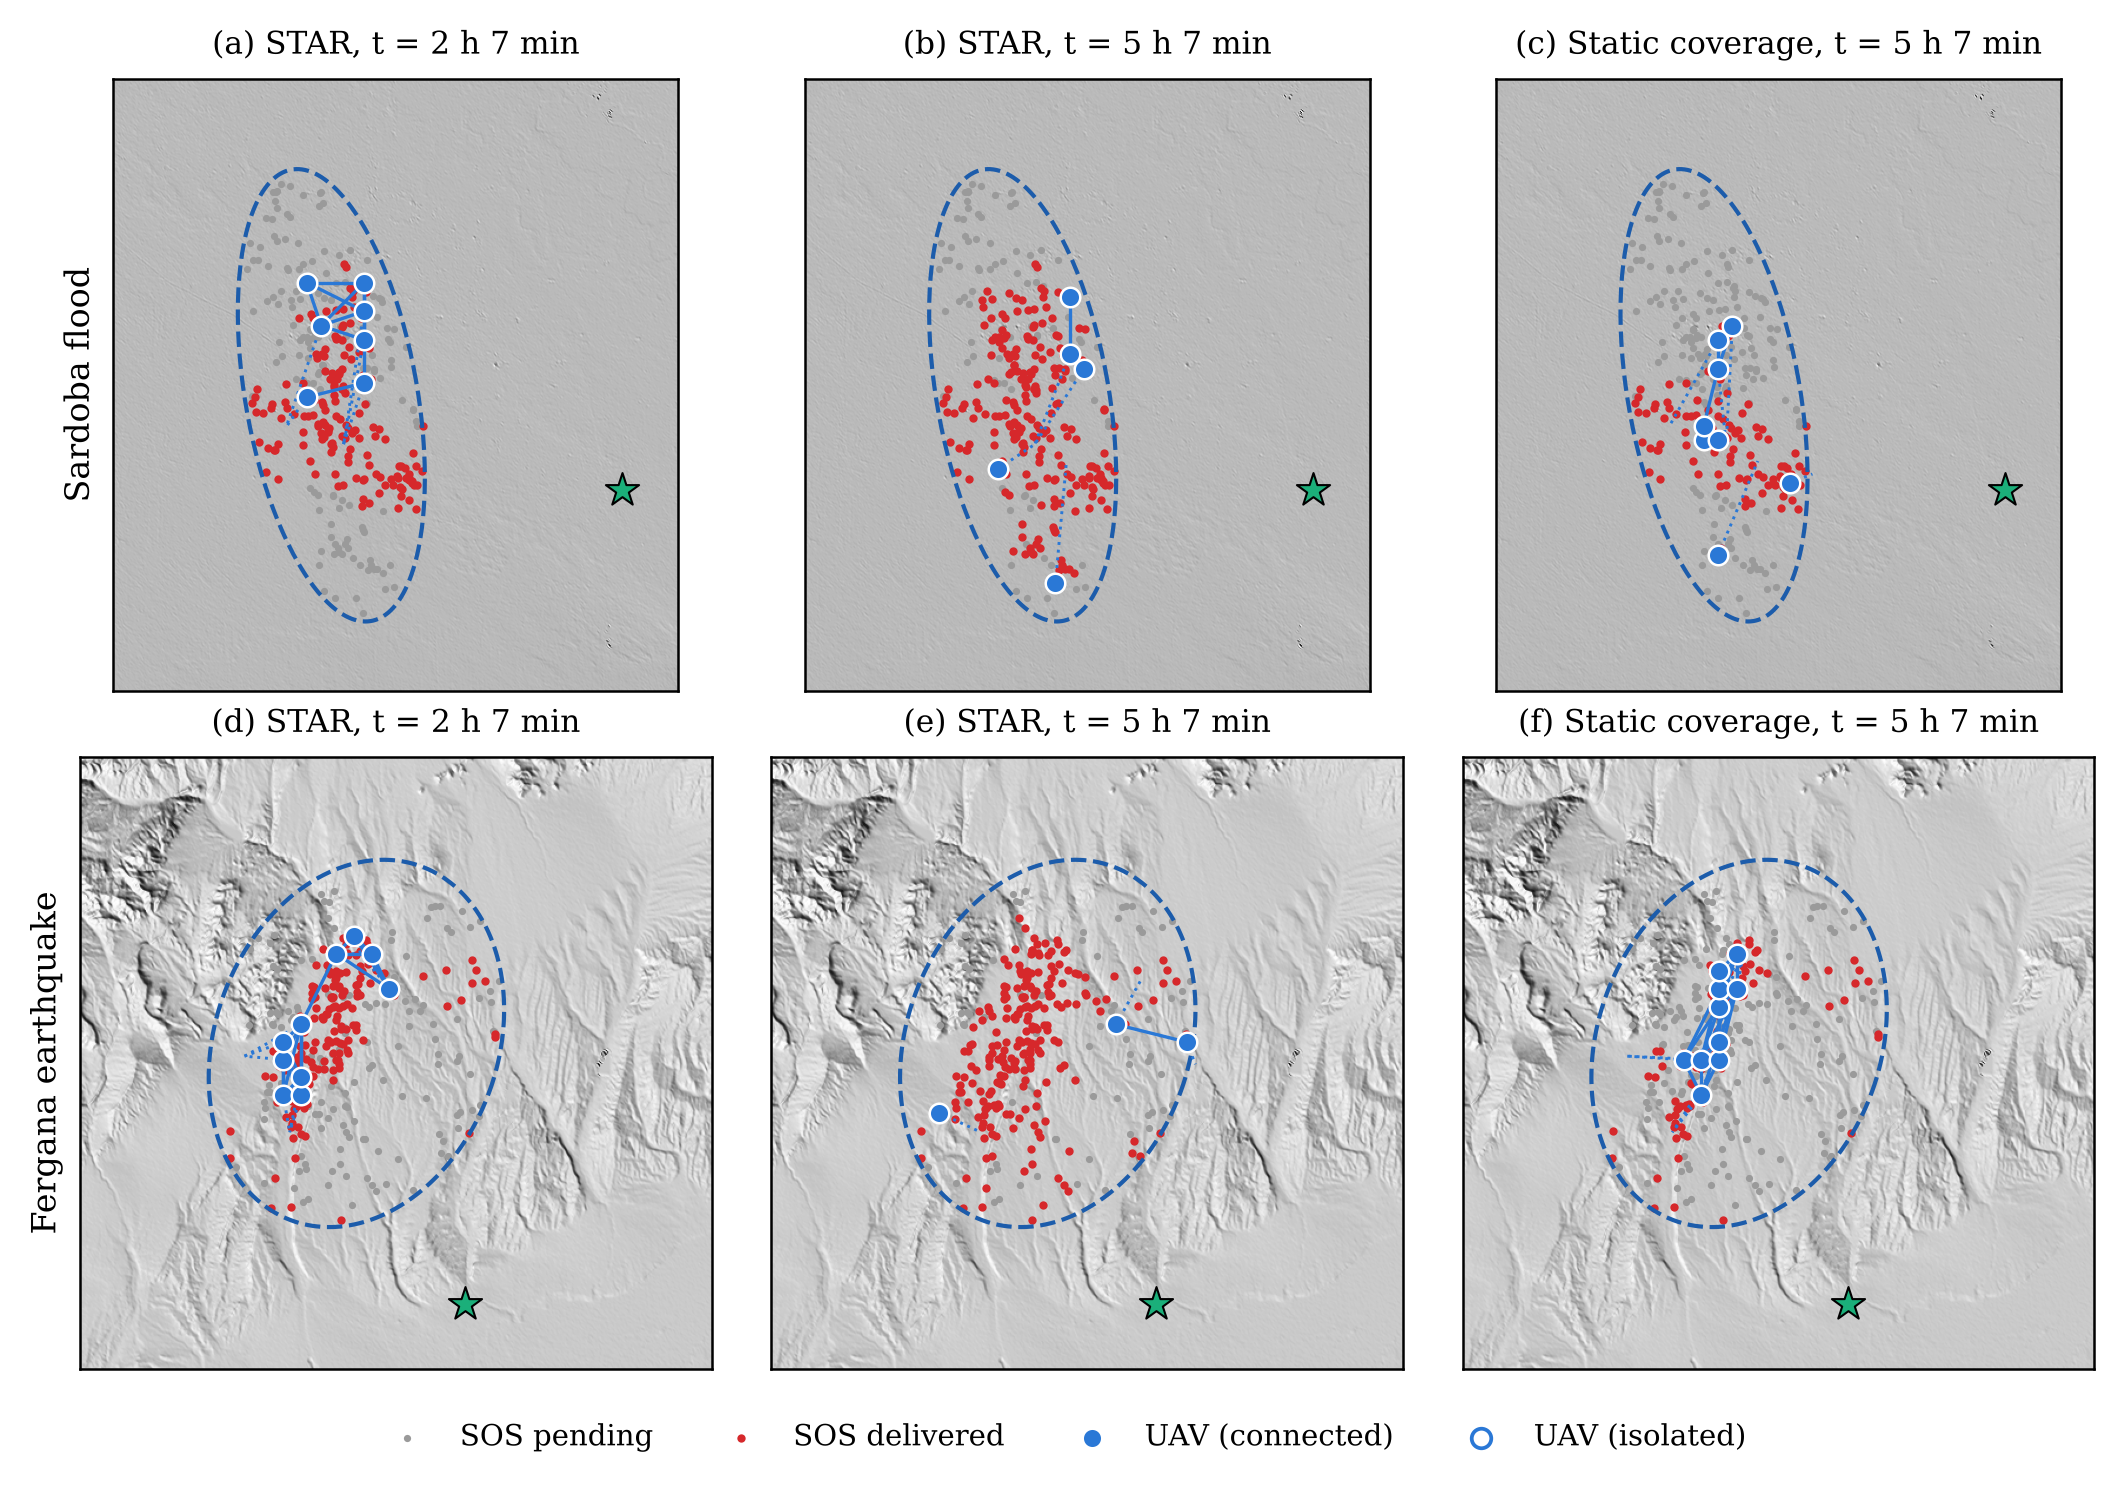 (a) STAR, t = 2 h 7 min
(b) STAR, t = 5 h 7 min
(c) Static coverage, t = 5 h 7 min
Sardoba flood
(d) STAR, t = 2 h 7 min
(e) STAR, t = 5 h 7 min
(f) Static coverage, t = 5 h 7 min
Fergana earthquake
SOS pending
SOS delivered
UAV (connected)
UAV (isolated)